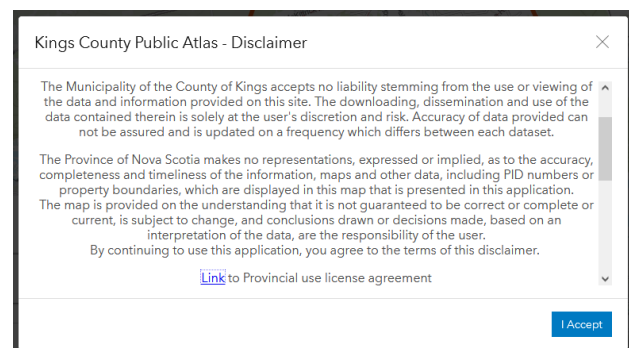 Kings County Public Atlas - Disclaimer
The Municipality of the County of Kings accepts no liability stemming from the use or viewing of
the data and information provided on this site. The downloading, dissemination and use of the
data contained therein is solely at the user's discretion and risk. Accuracy of data provided can
not be assured and is updated on a frequency which differs between each dataset.
The Province of Nova Scotia makes no representations, expressed or implied, as to the accuracy,
completeness and timeliness of the information, maps and other data, including PID numbers or
property boundaries, which are displayed in this map that is presented in this application.
The map is provided on the understanding that it is not guaranteed to be correct or complete or
current, is subject to change, and conclusions drawn or decisions made, based on an
interpretation of the data, are the responsibility of the user.
By continuing to use this application, you agree to the terms of this disclaimer.
Link to Provincial use license agreement
I Accept